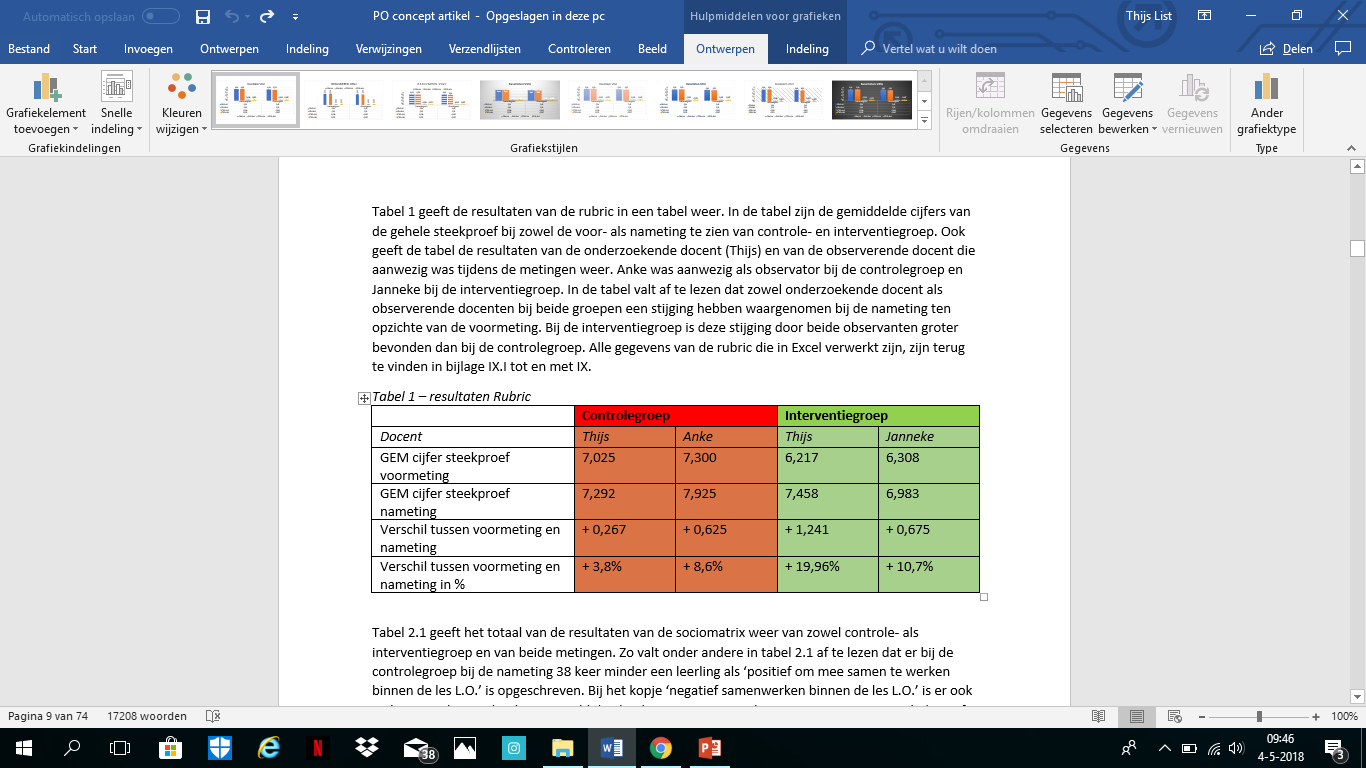 Automatisch opslaan
PO concept artikel - Opgeslagen in deze pc
Hulpmiddelen voor grafieken
Thijs List
Bestand Start Invoegen Ontwerpen Indeling Verwijzingen Verzendlijsten Controleren Beeld Ontwerpen Indeling Vertel wat u wilt doen Delen
Grafiekelement toevoegen
Snelle indeling
Kleuren wijzigen
Rijen/kolommen omdraaien
Gegevens selecteren
Gegevens bewerken
Gegevens vernieuwen
Ander grafiektype
Grafiekindelingen Grafiekstijlen Gegevens Type
Tabel 1 geeft de resultaten van de rubric in een tabel weer. In de tabel zijn de gemiddelde cijfers van
de gehele steekproef bij zowel de voor- als nameting te zien van controle- en interventiegroep. Ook
geeft de tabel de resultaten van de onderzoekende docent (Thijs) en van de observerende docent die
aanwezig was tijdens de metingen weer. Anke was aanwezig als observator bij de controlegroep en
Janneke bij de interventiegroep. In de tabel valt af te lezen dat zowel onderzoekende docent als
observerende docenten bij beide groepen een stijging hebben waargenomen bij de nameting ten
opzichte van de voormeting. Bij de interventiegroep is deze stijging door beide observanten groter
bevonden dan bij de controlegroep. Alle gegevens van de rubric die in Excel verwerkt zijn, zijn terug
te vinden in bijlage IX.I tot en met IX.
Tabel 1 – resultaten Rubric
Controlegroep Interventiegroep
Docent Thijs Anke Thijs Janneke
GEM cijfer steekproef voormeting 7,025 7,300 6,217 6,308
GEM cijfer steekproef nameting 7,292 7,925 7,458 6,983
Verschil tussen voormeting en nameting + 0,267 + 0,625 + 1,241 + 0,675
Verschil tussen voormeting en nameting in % + 3,8% + 8,6% + 19,96% + 10,7%
Tabel 2.1 geeft het totaal van de resultaten van de sociomatrix weer van zowel controle- als
interventiegroep en van beide metingen. Zo valt onder andere in tabel 2.1 af te lezen dat er bij de
controlegroep bij de nameting 38 keer minder een leerling als ‘positief om mee samen te werken
binnen de les L.O.’ is opgeschreven. Bij het kopje ‘negatief samenwerken binnen de les L.O.’ is er ook
Pagina 9 van 74 17208 woorden 100%
38
09:46
4-5-2018
3